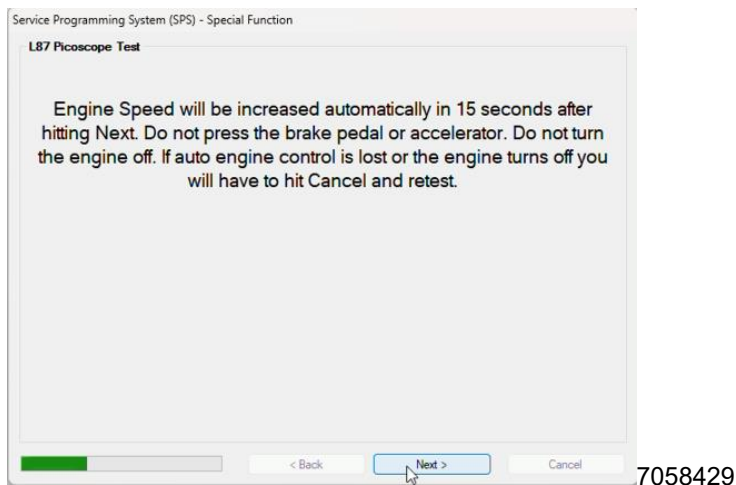 Service Programming System (SPS) - Special Function
L87 Picoscope Test
Engine Speed will be increased automatically in 15 seconds after
hitting Next. Do not press the brake pedal or accelerator. Do not turn
the engine off. If auto engine control is lost or the engine turns off you
will have to hit Cancel and retest.
< Back Next > Cancel
7058429